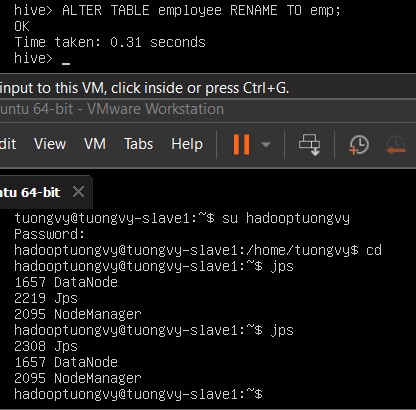 hive> ALTER TABLE employee RENAME TO emp;
OK
Time taken: 0.31 seconds
hive> _
input to this VM, click inside or press Ctrl+G.
untu 64-bit - VMware Workstation
dit View VM Tabs Help
ntu 64-bit ×
tuongvy@tuongvy-slave1:~$ su hadooptuongvy
Password:
hadooptuongvy@tuongvy-slave1:/home/tuongvy$ cd
hadooptuongvy@tuongvy-slave1:~$ jps
1657 DataNode
2219 Jps
2095 NodeManager
hadooptuongvy@tuongvy-slave1:~$ jps
2308 Jps
1657 DataNode
2095 NodeManager
hadooptuongvy@tuongvy-slave1:~$